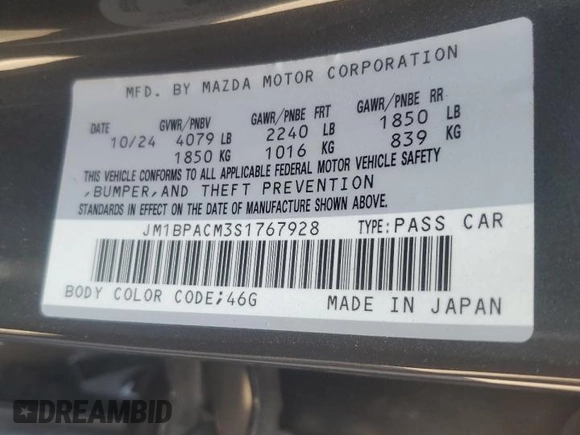 MFD. BY MAZDA MOTOR CORPORATION
DATE GVWR/PNBV GAWR/PNBE FRT GAWR/PNBE RR
10/24 4079 LB 2240 LB 1850 LB
1850 KG 1016 KG 839 KG
THIS VEHICLE CONFORMS TO ALL APPLICABLE FEDERAL MOTOR VEHICLE SAFETY
,BUMPER,AND THEFT PREVENTION
STANDARDS IN EFFECT ON THE DATE OF MANUFACTURE SHOWN ABOVE.
JM1BPACM3S1767928 TYPE:PASS CAR
BODY COLOR CODE;46G MADE IN JAPAN
DREAMBID